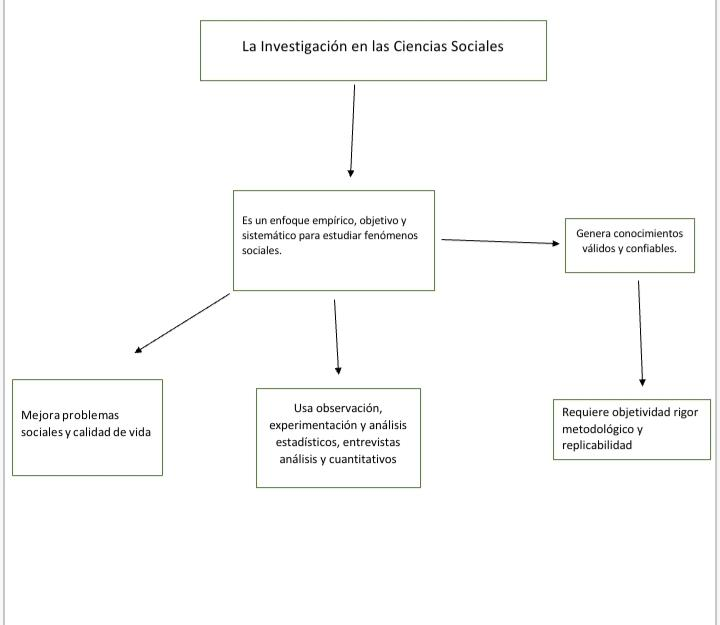 La Investigación en las Ciencias Sociales
Es un enfoque empírico, objetivo y
sistemático para estudiar fenómenos
sociales.
Genera conocimientos
válidos y confiables.
Mejora problemas
sociales y calidad de vida
Usa observación,
experimentación y análisis
estadísticos, entrevistas
análisis y cuantitativos
Requiere objetividad rigor
metodológico y
replicabilidad